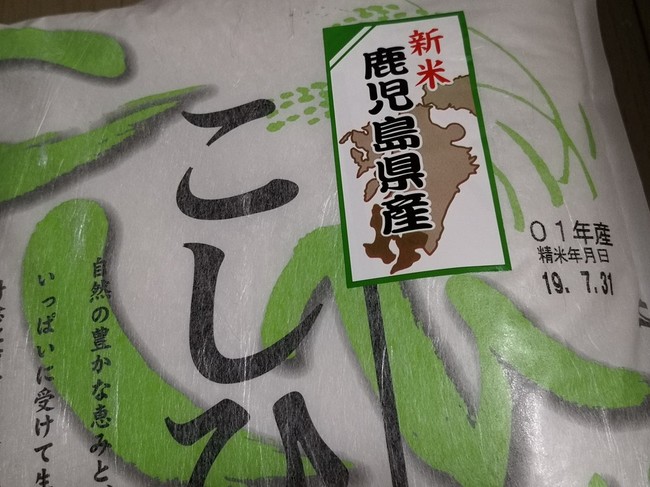 新米
鹿児島県産
01年産
精米年月日
19. 7.31
こしひ
自然の豊かな恵みと
いっぱいに受けて生